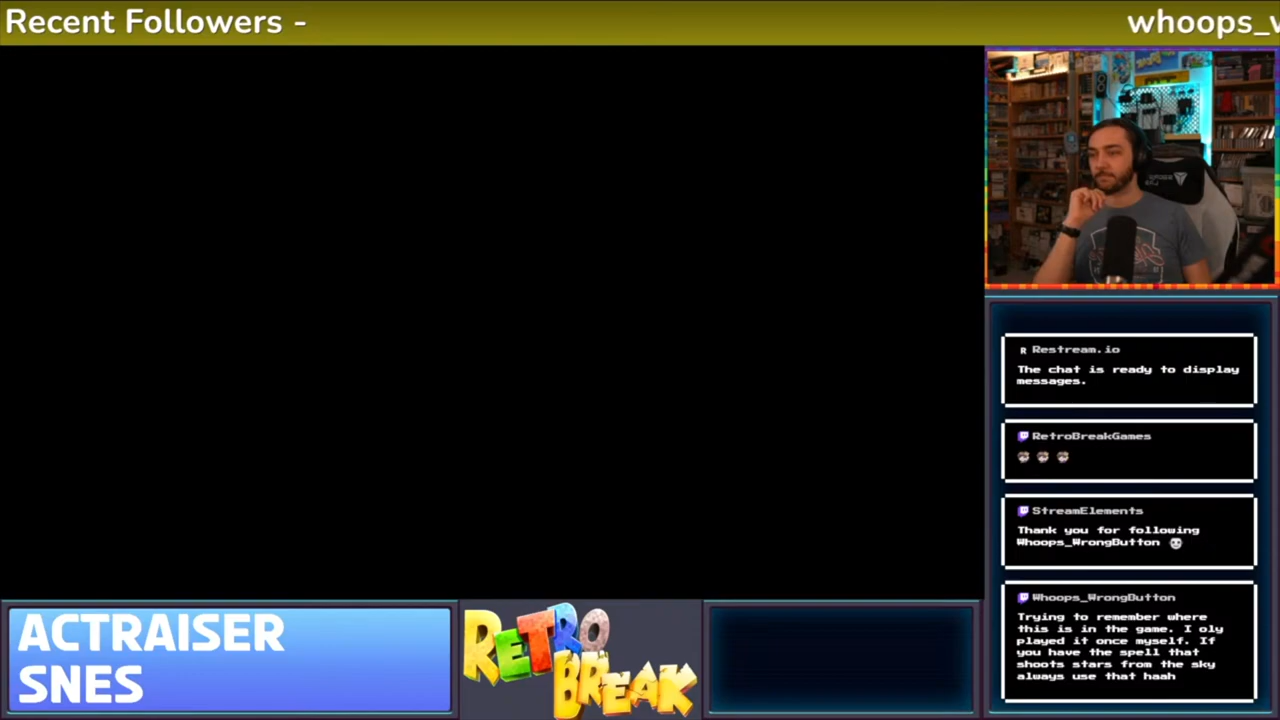 Recent Followers -
whoops_w
R Restream.io
The chat is ready to display
messages.
RetroBreakGames
StreamElements
Thank you for following
Whoops_WrongButton
Whoops_WrongButton
Trying to remember where
this is in the game. I oly
played it once myself. If
you have the spell that
shoots stars from the sky
always use that haah
ACTRAISER
SNES
RETRO
BREAK